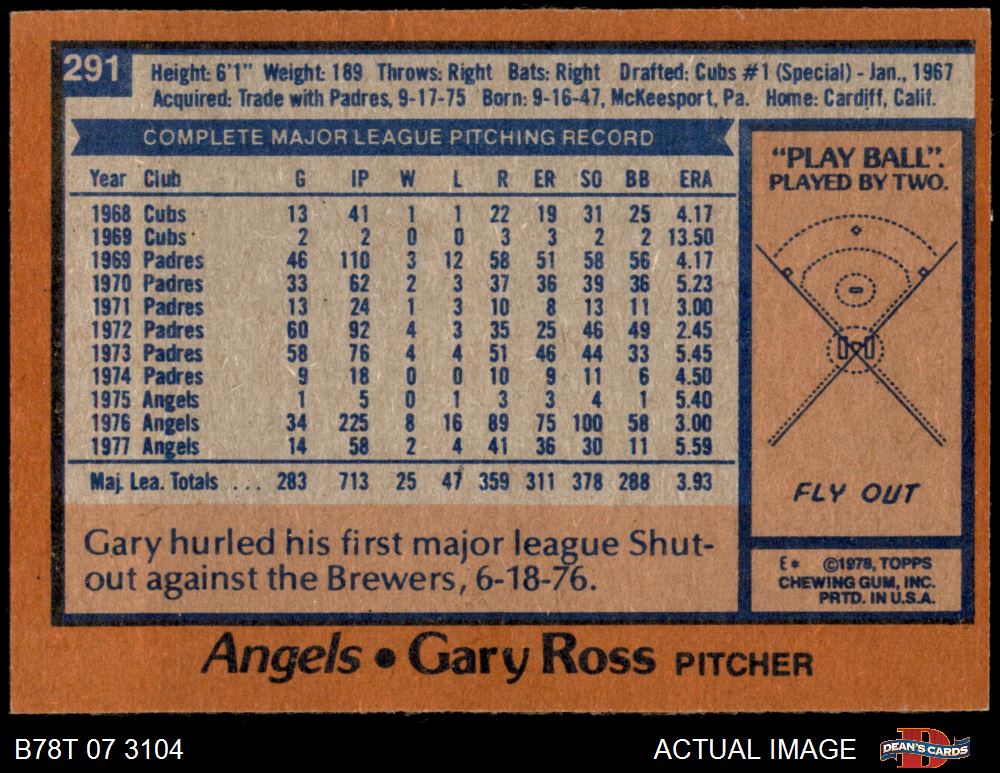 291
Height: 6'1" Weight: 189 Throws: Right Bats: Right Drafted: Cubs #1 (Special) - Jan., 1967
Acquired: Trade with Padres, 9-17-75 Born: 9-16-47, McKeesport, Pa. Home: Cardiff, Calif.
COMPLETE MAJOR LEAGUE PITCHING RECORD
Year Club G IP W L R ER SO BB ERA
1968 Cubs 13 41 1 1 22 19 31 25 4.17
1969 Cubs 2 2 0 0 3 3 2 2 13.50
1969 Padres 46 110 3 12 58 51 58 56 4.17
1970 Padres 33 62 2 3 37 36 39 36 5.23
1971 Padres 13 24 1 3 10 8 13 11 3.00
1972 Padres 60 92 4 3 35 25 46 49 2.45
1973 Padres 58 76 4 4 51 46 44 33 5.45
1974 Padres 9 18 0 0 10 9 11 6 4.50
1975 Angels 1 5 0 1 3 3 4 1 5.40
1976 Angels 34 225 8 16 89 75 100 58 3.00
1977 Angels 14 58 2 4 41 36 30 11 5.59
Maj. Lea. Totals ... 283 713 25 47 359 311 378 288 3.93
"PLAY BALL".
PLAYED BY TWO.
FLY OUT
Gary hurled his first major league Shut-
out against the Brewers, 6-18-76.
E* ©1978, TOPPS
CHEWING GUM, INC.
PRTD. IN U.S.A.
Angels • Gary Ross PITCHER
B78T 07 3104
ACTUAL IMAGE
DEAN'S CARDS